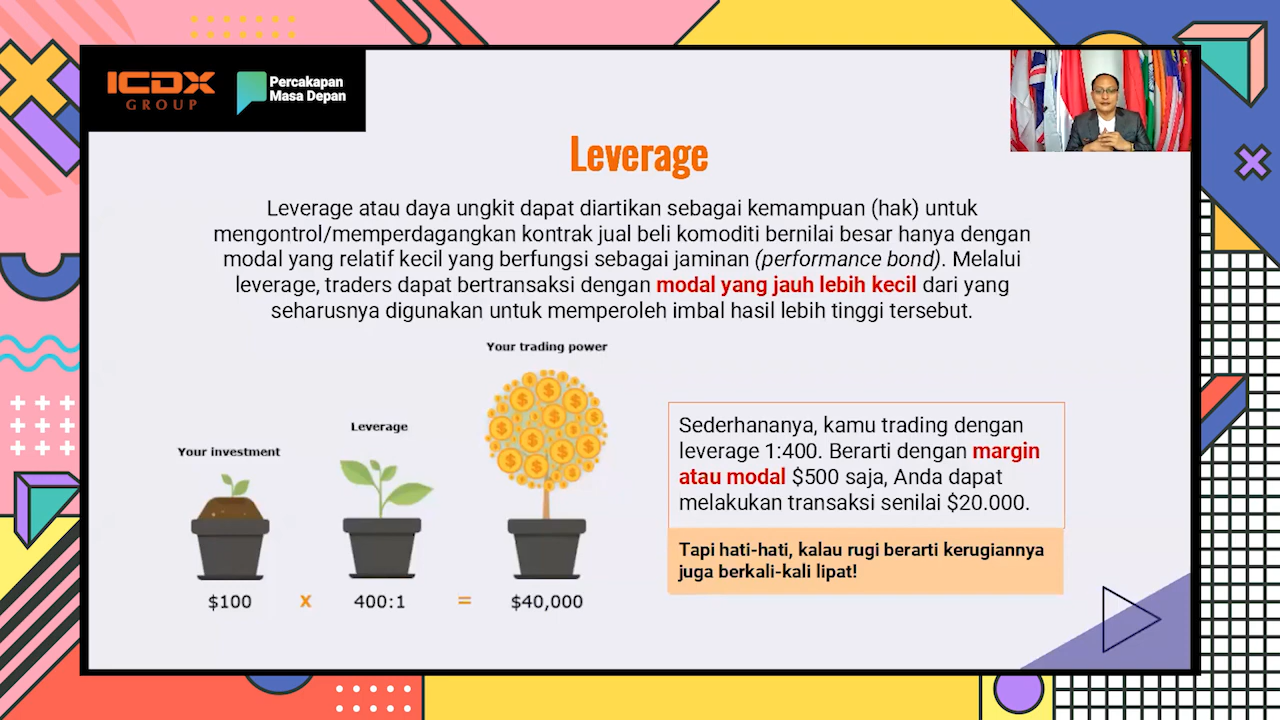 ICDX
GROUP
Percakapan
Masa Depan
Leverage
Leverage atau daya ungkit dapat diartikan sebagai kemampuan (hak) untuk
mengontrol/memperdagangkan kontrak jual beli komoditi bernilai besar hanya dengan
modal yang relatif kecil yang berfungsi sebagai jaminan (performance bond). Melalui
leverage, traders dapat bertransaksi dengan modal yang jauh lebih kecil dari yang
seharusnya digunakan untuk memperoleh imbal hasil lebih tinggi tersebut.
Your investment
Leverage
Your trading power
$100 x 400:1 = $40,000
Sederhananya, kamu trading dengan
leverage 1:400. Berarti dengan margin
atau modal $500 saja, Anda dapat
melakukan transaksi senilai $20.000.
Tapi hati-hati, kalau rugi berarti kerugiannya
juga berkali-kali lipat!